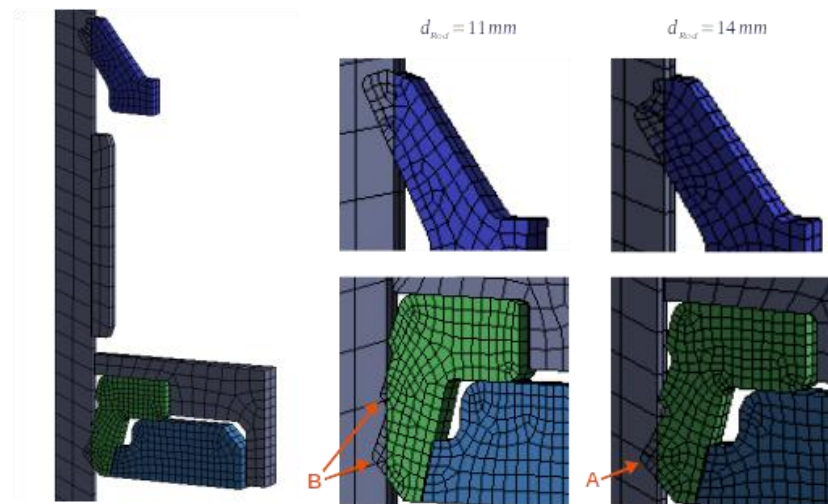 d_Rod = 11 mm
d_Rod = 14 mm
B
A